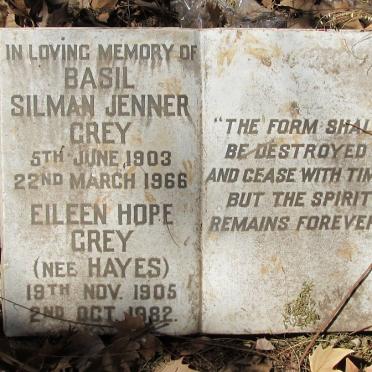 IN LOVING MEMORY OF
BASIL
SILMAN JENNER
GREY
5TH JUNE 1903
22ND MARCH 1966
EILEEN HOPE
GREY
(NEE HAYES)
19TH NOV. 1905
2ND OCT. 1982.
"THE FORM SHAL
BE DESTROYED
AND CEASE WITH TIM
BUT THE SPIRIT
REMAINS FOREVER